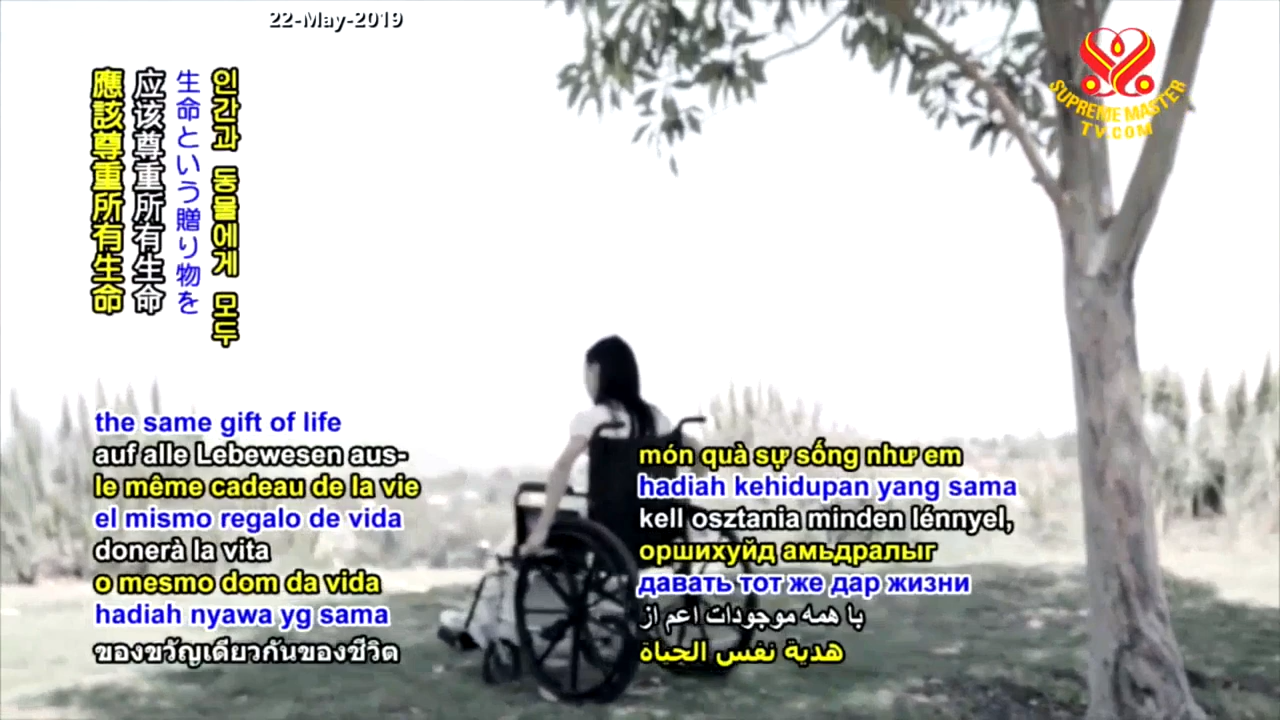 22-May-2019
SUPREME MASTER
TV.COM
應該尊重所有生命
应该尊重所有生命
生命という贈り物を
인간과 동물에게 모두
the same gift of life
auf alle Lebewesen aus-
le même cadeau de la vie
el mismo regalo de vida
donerà la vita
o mesmo dom da vida
hadiah nyawa yg sama
ของขวัญเดียวกันของชีวิต
món quà sự sống như em
hadiah kehidupan yang sama
kell osztania minden lénnyel,
оршихуйд амьдралыг
давать тот же дар жизни
با همه موجودات اعم از
هدية نفس الحياة